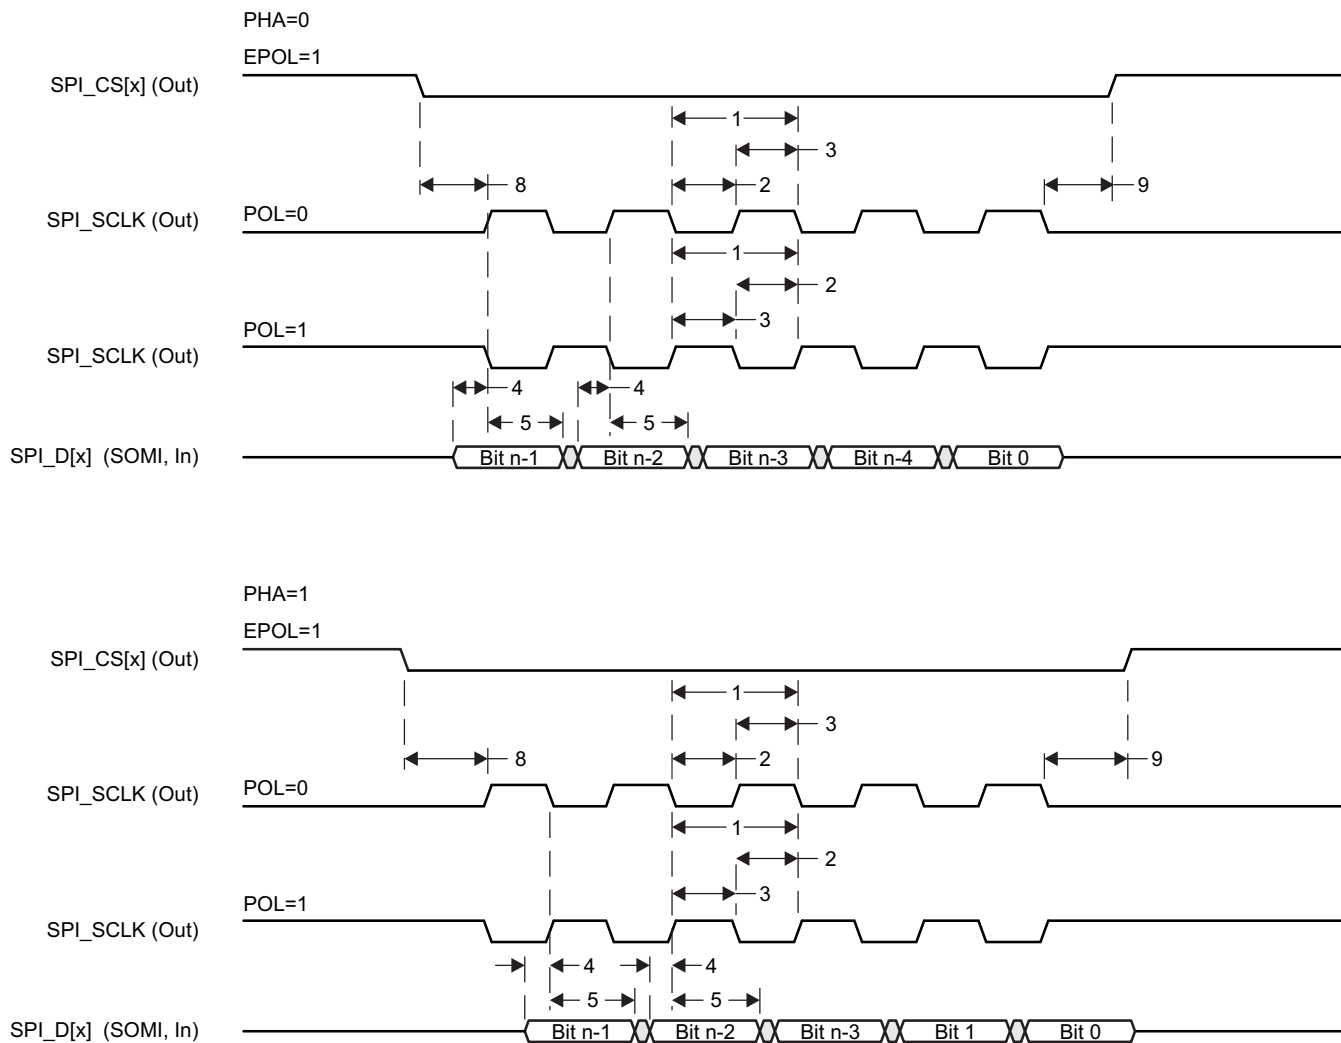 PHA=0
EPOL=1
SPI_CS[x] (Out)
1
3
8 2 9
POL=0
SPI_SCLK (Out)
1
2
3
POL=1
SPI_SCLK (Out)
4 4
5 5
SPI_D[x] (SOMI, In) Bit n-1 Bit n-2 Bit n-3 Bit n-4 Bit 0
PHA=1
EPOL=1
SPI_CS[x] (Out)
1
3
8 2 9
POL=0
SPI_SCLK (Out)
1
2
3
POL=1
SPI_SCLK (Out)
4 4
5 5
SPI_D[x] (SOMI, In) Bit n-1 Bit n-2 Bit n-3 Bit 1 Bit 0